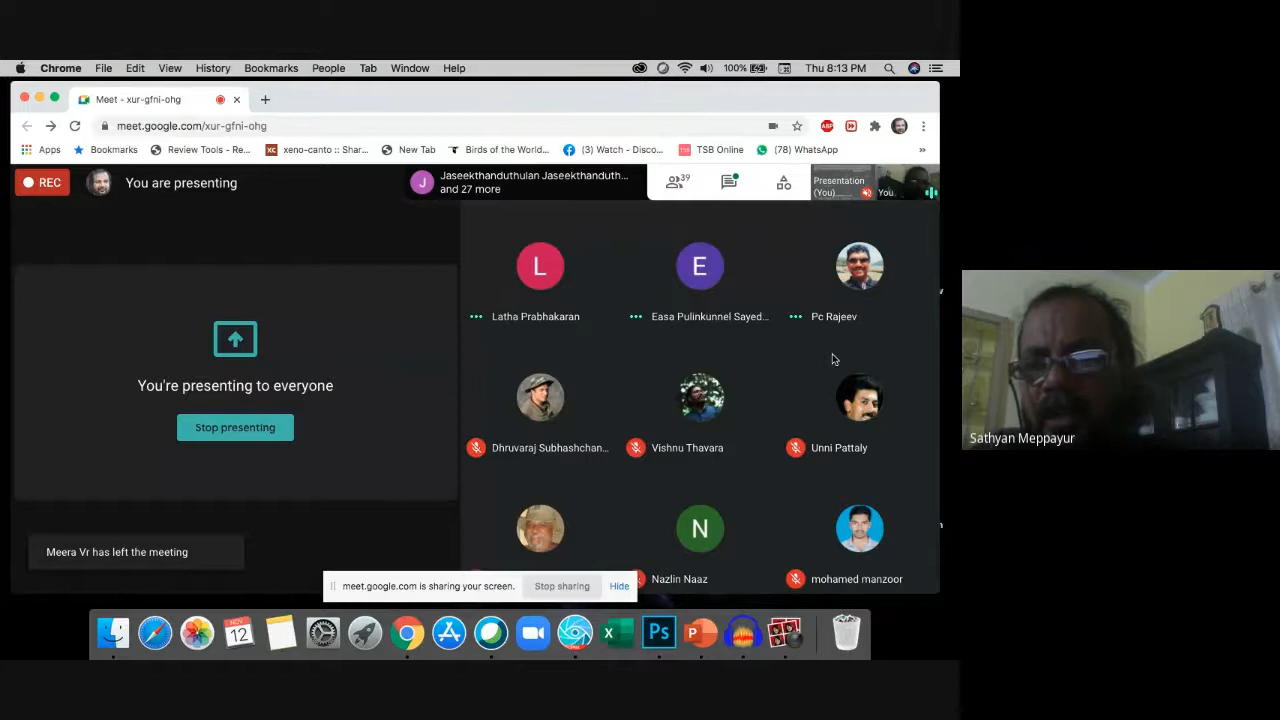 Chrome File Edit View History Bookmarks People Tab Window Help 100% Thu 8:13 PM
Meet - xur-gfni-ohg
meet.google.com/xur-gfni-ohg
ABP
Apps Bookmarks Review Tools - Re... XC xeno-canto :: Shar... New Tab Birds of the World... (3) Watch - Disco... TSB TSB Online (78) WhatsApp »
REC You are presenting J Jaseekthanduthulan Jaseekthanduth...
and 27 more
39
Presentation
(You) You
L E
Latha Prabhakaran Easa Pulinkunnel Sayed... Pc Rajeev
You're presenting to everyone
Stop presenting
Dhruvaraj Subhashchan... Vishnu Thavara Unni Pattaly
Sathyan Meppayur
N
Meera Vr has left the meeting
Nazlin Naaz mohamed manzoor
meet.google.com is sharing your screen. Stop sharing Hide
NOV
12
Ps
P